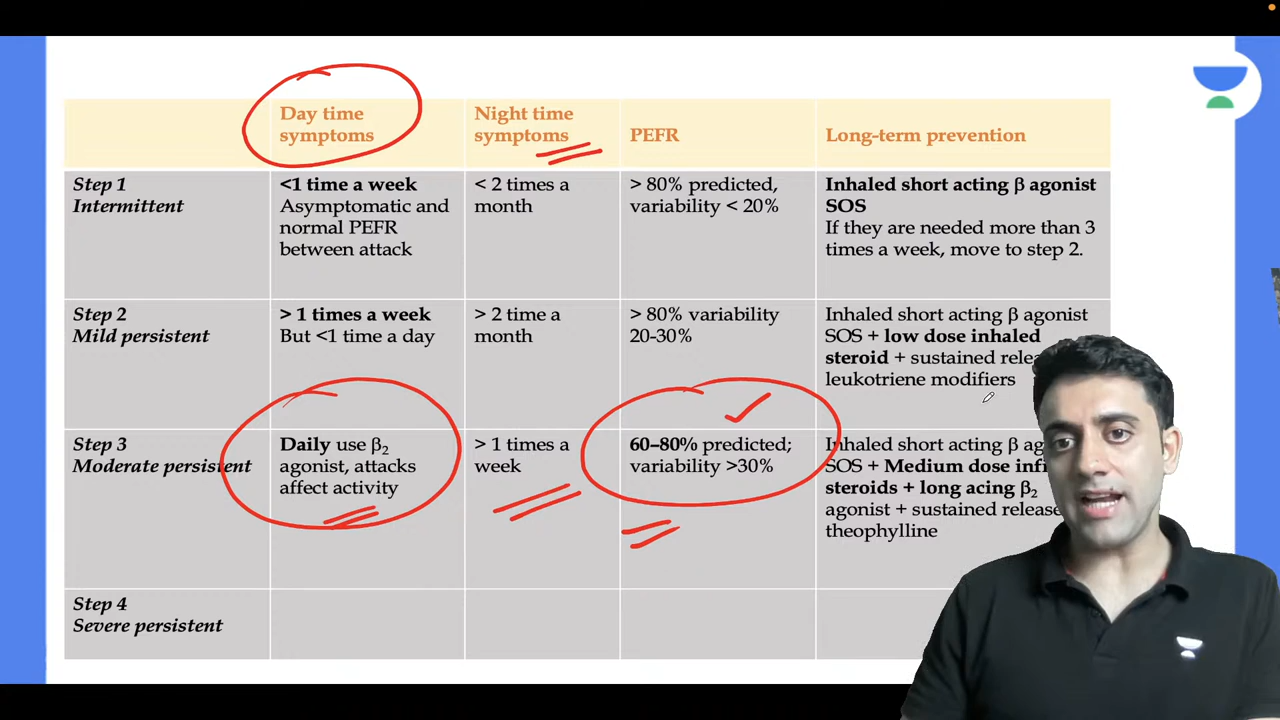 Day time
symptoms
Night time
symptoms
PEFR
Long-term prevention
Step 1
Intermittent
<1 time a week
Asymptomatic and
normal PEFR
between attack
< 2 times a
month
> 80% predicted,
variability < 20%
Inhaled short acting β agonist
SOS
If they are needed more than 3
times a week, move to step 2.
Step 2
Mild persistent
> 1 times a week
But <1 time a day
> 2 time a
month
> 80% variability
20-30%
Inhaled short acting β agonist
SOS + low dose inhaled
steroid + sustained
leukotriene modifiers
Step 3
Moderate persistent
Daily use β₂
agonist, attacks
affect activity
> 1 times a
week
60–80% predicted;
variability >30%
Inhaled short acting β
SOS + Medium dose
steroids + long acing β₂
agonist + sustained release
theophylline
Step 4
Severe persistent